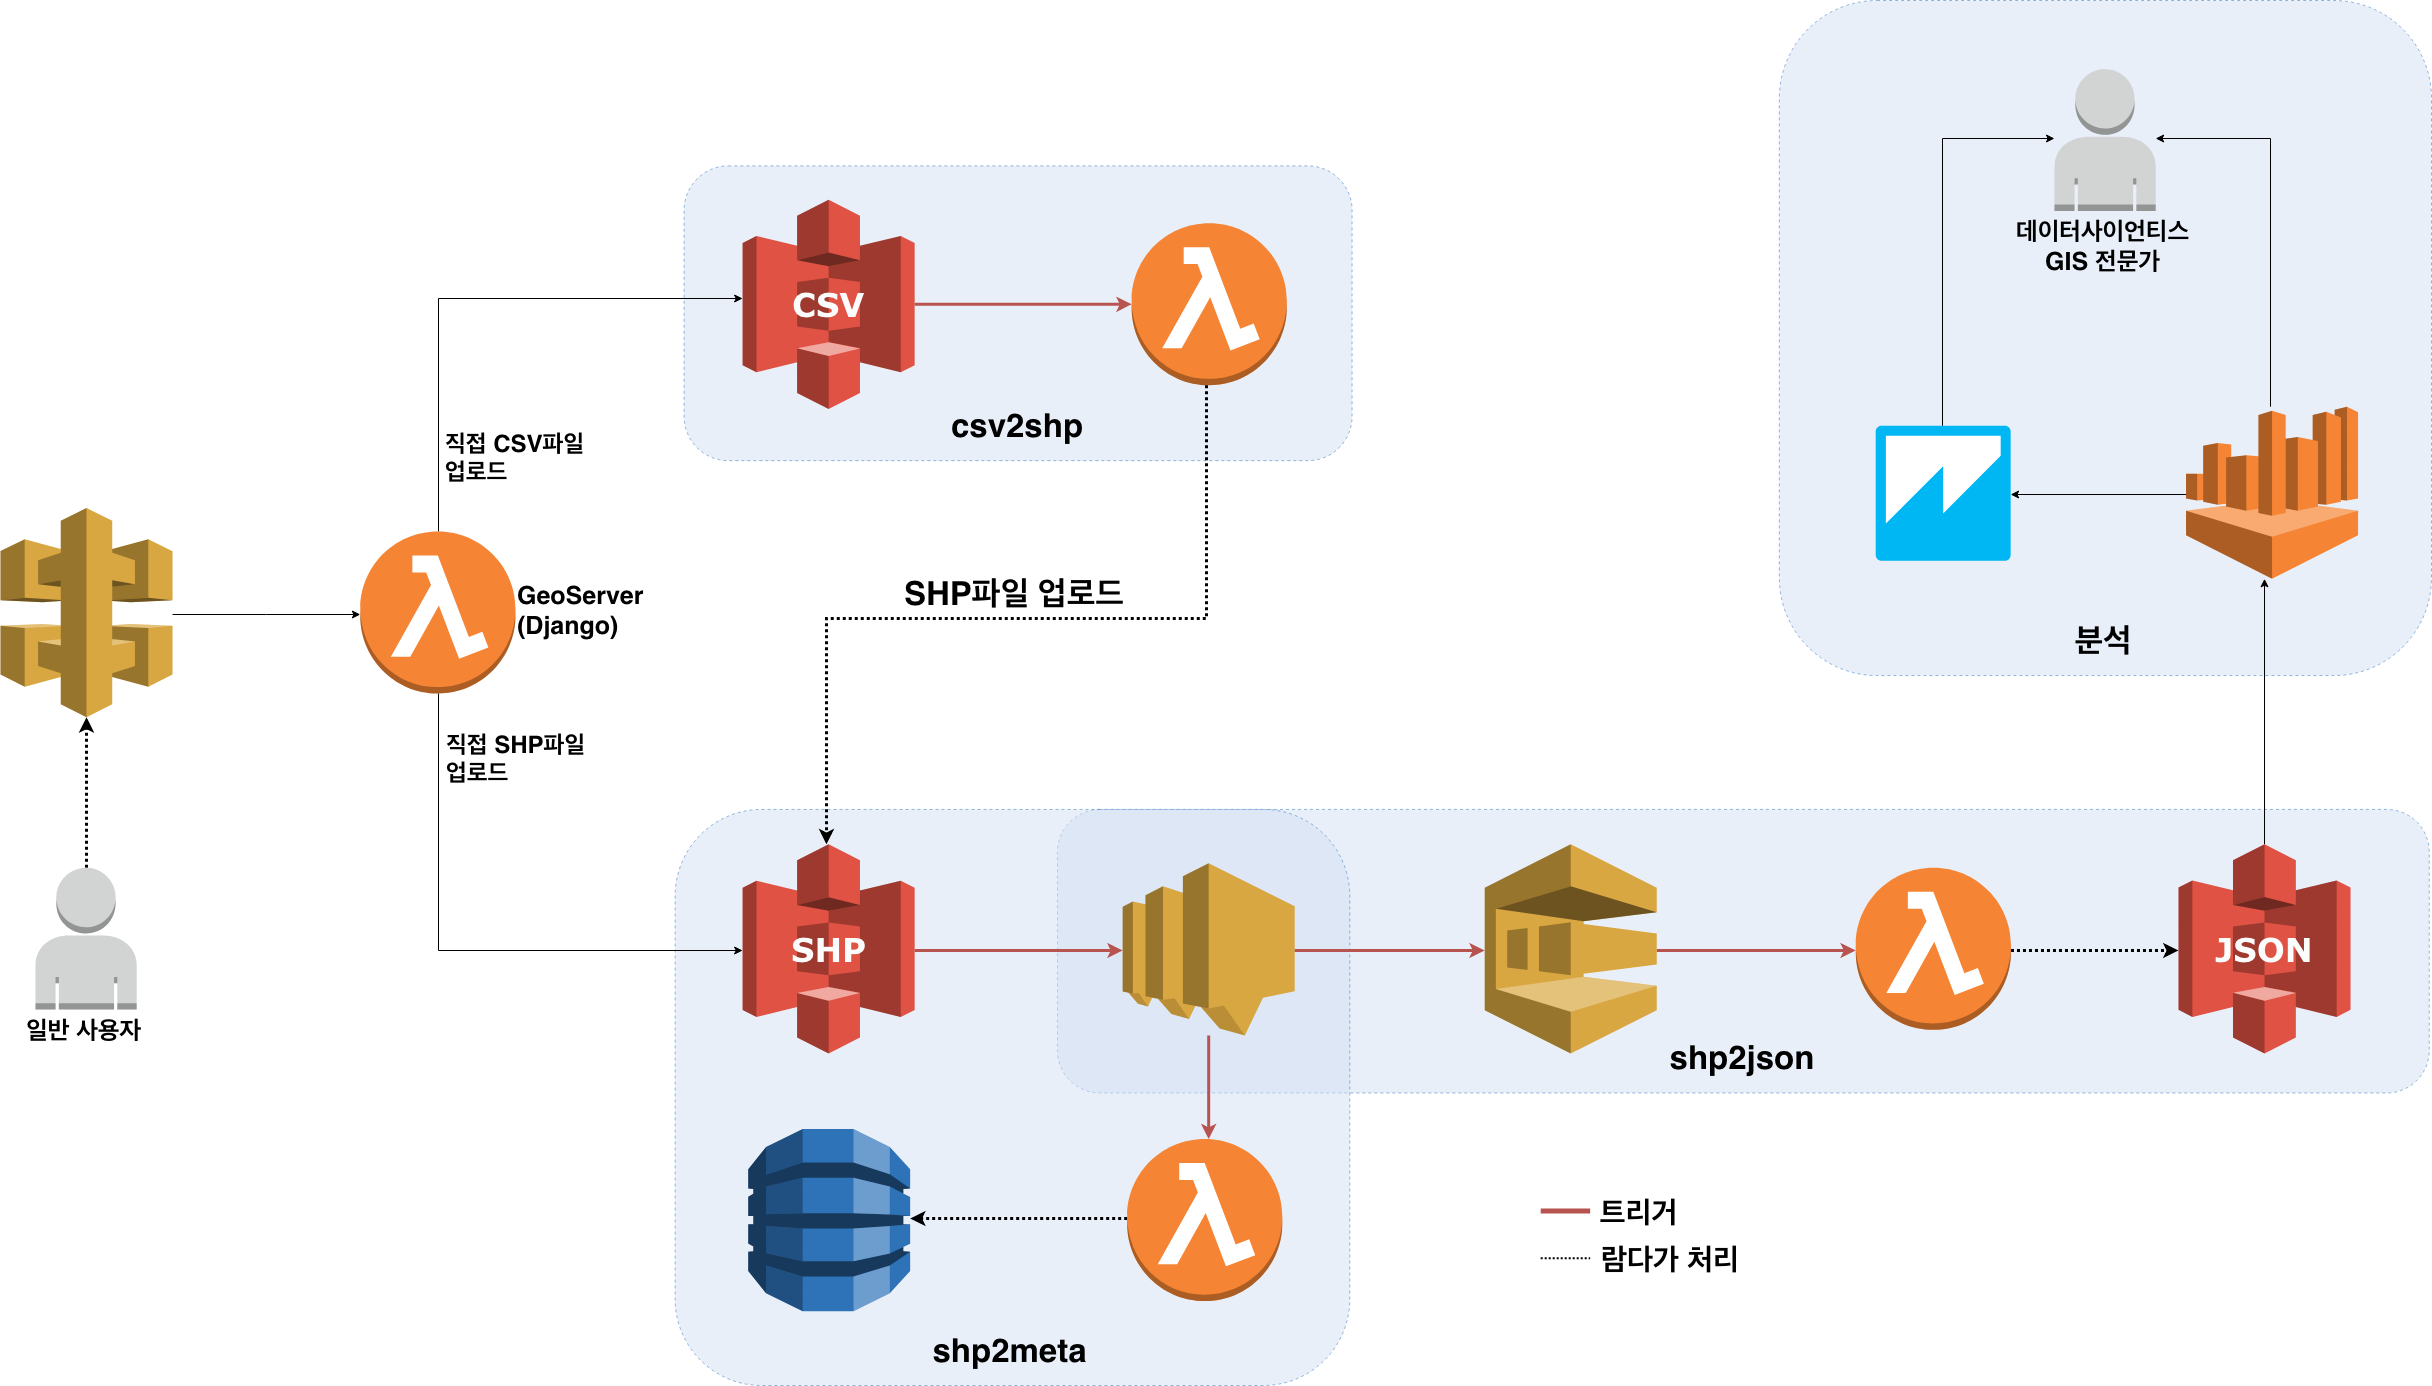 데이터사이언티스
GIS 전문가
CSV
csv2shp
직접 CSV파일
업로드
GeoServer
(Django)
SHP파일 업로드
분석
직접 SHP파일
업로드
일반 사용자
SHP
JSON
shp2json
트리거
람다가 처리
shp2meta